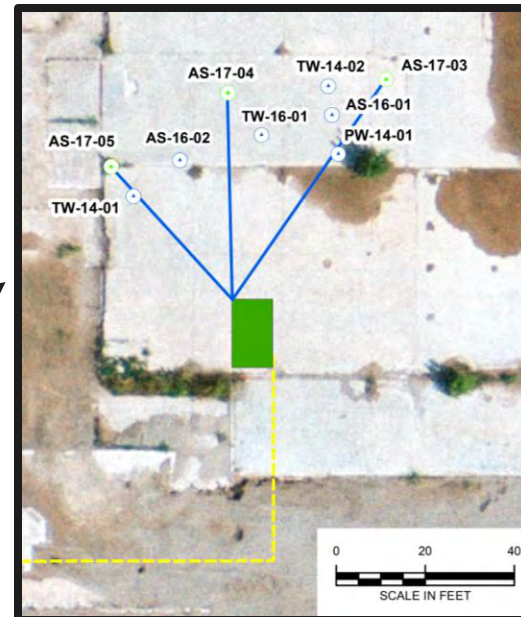 TW-14-02
AS-17-04
AS-17-03
AS-16-01
TW-16-01
AS-16-02
PW-14-01
AS-17-05
TW-14-01
0 20 40
SCALE IN FEET